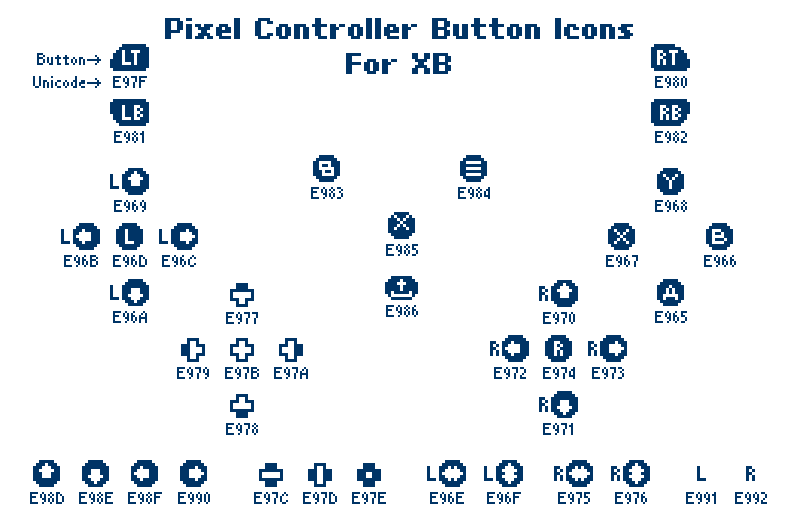 Pixel Controller Button Icons
For XB
Button→ LT RT
Unicode→ E97F E980
LB RB
E981 E982
B
E983 E984
L Y
E969 E968
X
E985
L L L X B
E96B E96D E96C E967 E966
E986
L R A
E96A E977 E970 E965
R R R
E979 E97B E97A E972 E974 E973
R
E978 E971
L L R R L R
E98D E98E E98F E990 E97C E97D E97E E96E E96F E975 E976 E991 E992